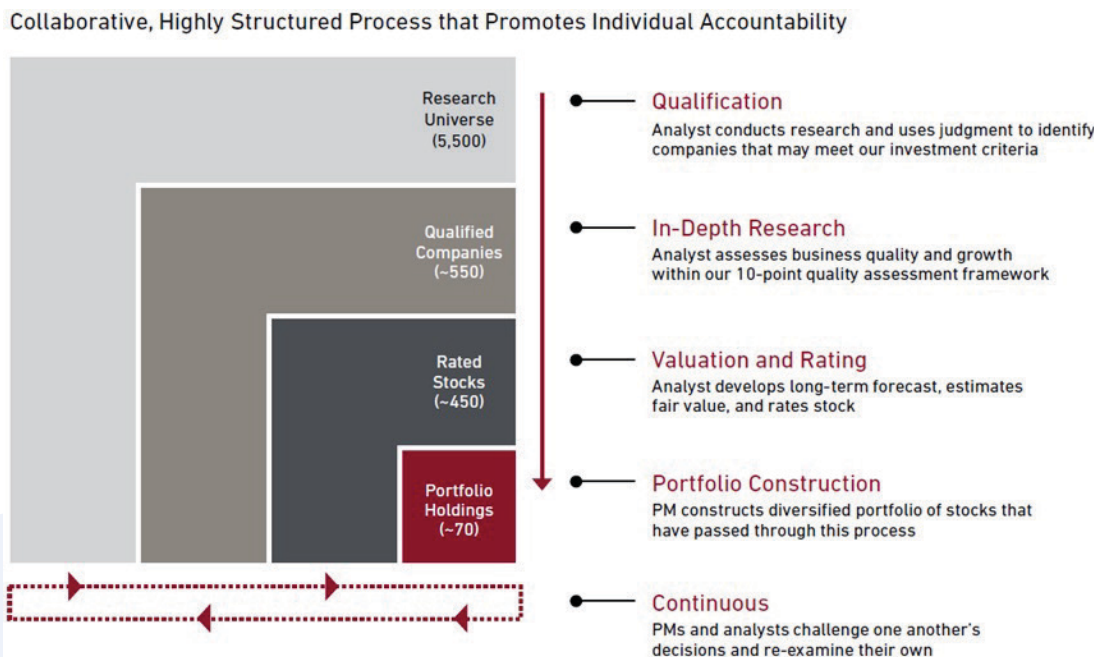 Collaborative, Highly Structured Process that Promotes Individual Accountability
Research
Universe
(5,500)
Qualified
Companies
(~550)
Rated
Stocks
(~450)
Portfolio
Holdings
(~70)
Qualification
Analyst conducts research and uses judgment to identify
companies that may meet our investment criteria
In-Depth Research
Analyst assesses business quality and growth
within our 10-point quality assessment framework
Valuation and Rating
Analyst develops long-term forecast, estimates
fair value, and rates stock
Portfolio Construction
PM constructs diversified portfolio of stocks that
have passed through this process
Continuous
PMs and analysts challenge one another's
decisions and re-examine their own